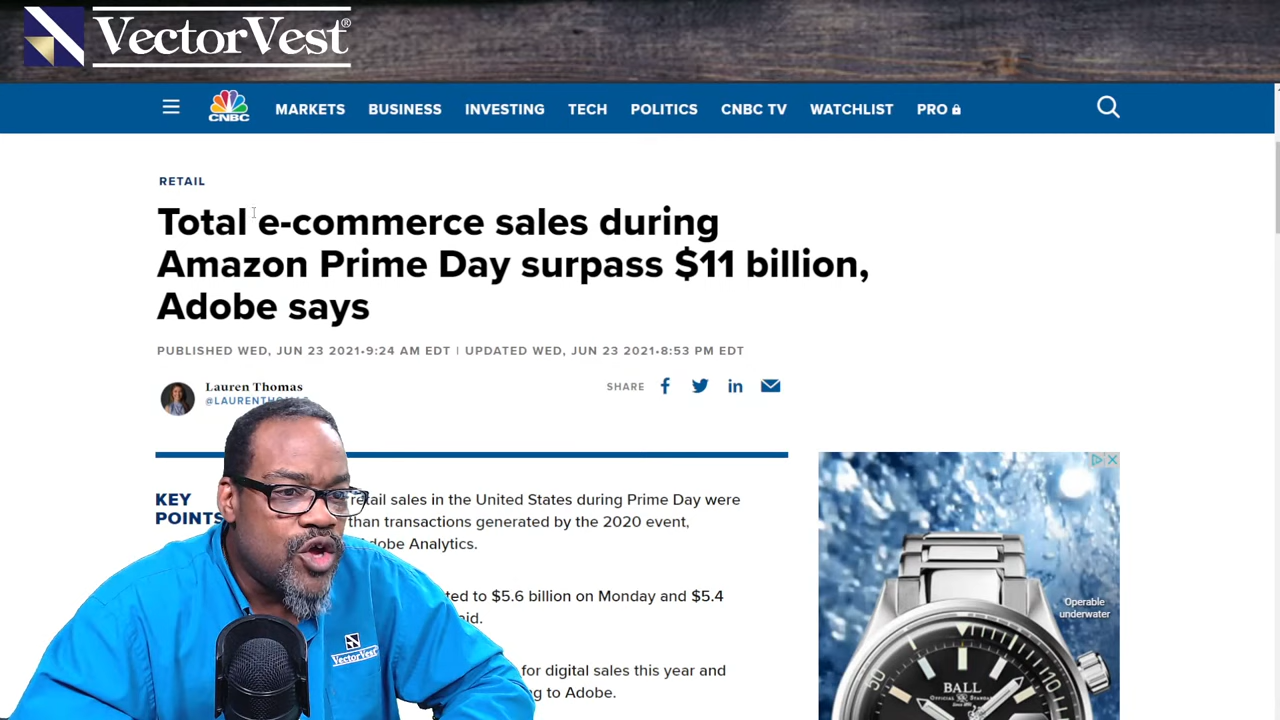 VectorVest®
CNBC
MARKETS BUSINESS INVESTING TECH POLITICS CNBC TV WATCHLIST PRO
RETAIL
Total e-commerce sales during
Amazon Prime Day surpass $11 billion,
Adobe says
PUBLISHED WED, JUN 23 2021•9:24 AM EDT | UPDATED WED, JUN 23 2021•8:53 PM EDT
Lauren Thomas
SHARE
KEY
POINTS
retail sales in the United States during Prime Day were
than transactions generated by the 2020 event,
Adobe Analytics.
to $5.6 billion on Monday and $5.4
for digital sales this year and
to Adobe.
VectorVest
Operable
underwater
BALL
50
10